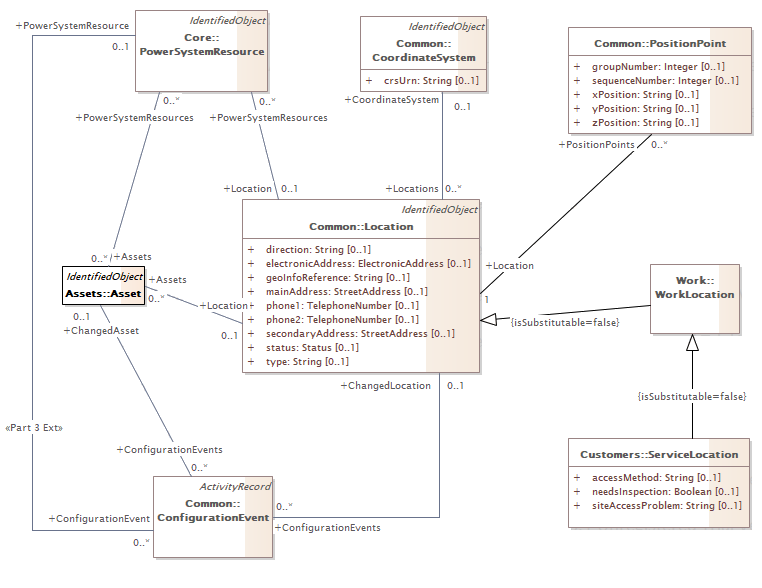 +PowerSystemResource
0..1
IdentifiedObject
Core::
PowerSystemResource
0..*
+PowerSystemResources
0..*
+PowerSystemResources
IdentifiedObject
Common::
CoordinateSystem
+ crsUrn: String [0..1]
+CoordinateSystem
0..1
Common::PositionPoint
+ groupNumber: Integer [0..1]
+ sequenceNumber: Integer [0..1]
+ xPosition: String [0..1]
+ yPosition: String [0..1]
+ zPosition: String [0..1]
+PositionPoints
0..*
+Location 0..1
+Locations 0..*
IdentifiedObject
Common::Location
+ direction: String [0..1]
+ electronicAddress: ElectronicAddress [0..1]
+ geoInfoReference: String [0..1]
+ mainAddress: StreetAddress [0..1]
+ phone1: TelephoneNumber [0..1]
+ phone2: TelephoneNumber [0..1]
+ secondaryAddress: StreetAddress [0..1]
+ status: Status [0..1]
+ type: String [0..1]
+Location
1
0..*
+Assets
IdentifiedObject
Assets::Asset
+Assets
0..*
+Location
0..1
0..1
+ChangedAsset
Work::
WorkLocation
{isSubstitutable=false}
{isSubstitutable=false}
+ChangedLocation
0..1
Customers::ServiceLocation
+ accessMethod: String [0..1]
+ needsInspection: Boolean [0..1]
+ siteAccessProblem: String [0..1]
«Part 3 Ext»
+ConfigurationEvents
0..*
ActivityRecord
Common::
ConfigurationEvent
0..*
+ConfigurationEvents
+ConfigurationEvent
0..*